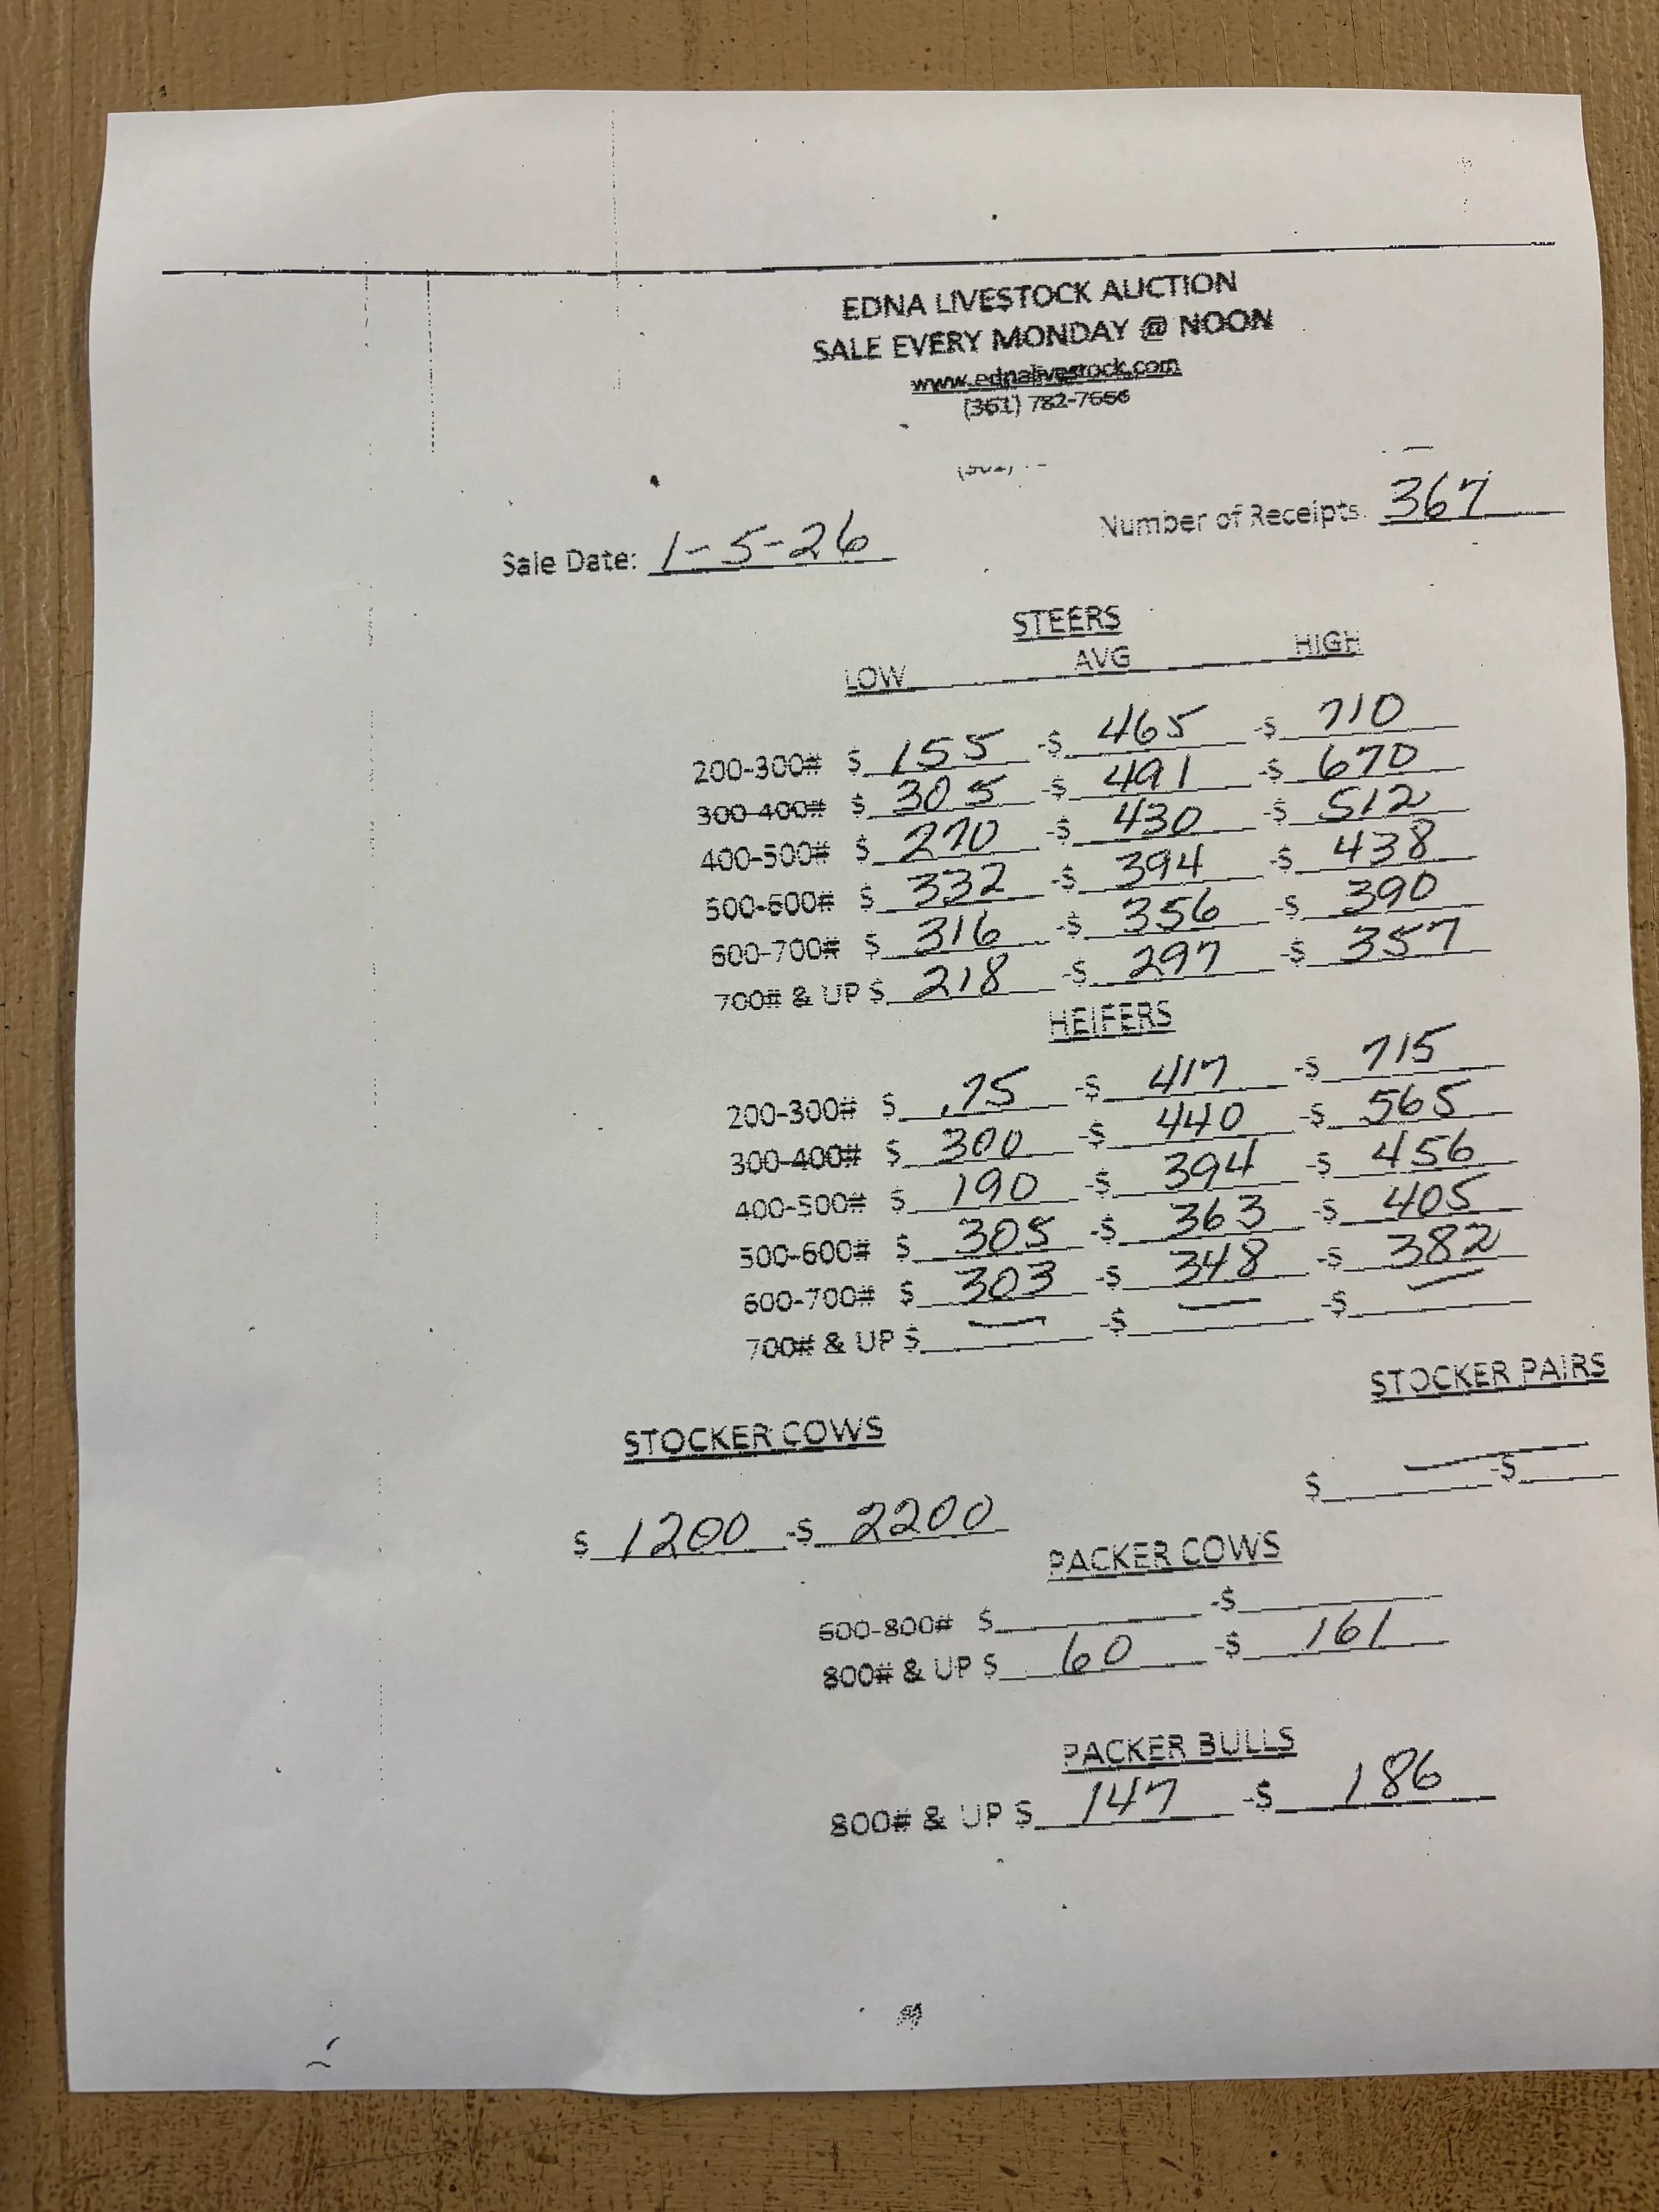 EDNA LIVESTOCK AUCTION
SALE EVERY MONDAY @ NOON
www.ednalivestock.com
(361) 782-7666
Sale Date: 1-5-26 Number of Receipts 367
STEERS
LOW AVG HIGH
200-300# $ 155 -$ 465 -$ 710
300-400# $ 305 -$ 491 -$ 670
400-500# $ 270 -$ 430 -$ 512
500-600# $ 332 -$ 394 -$ 438
600-700# $ 316 -$ 356 -$ 390
700# & UP $ 218 -$ 297 -$ 357
HEIFERS
200-300# $ .75 -$ 417 -$ 715
300-400# $ 300 -$ 440 -$ 565
400-500# $ 190 -$ 394 -$ 456
500-600# $ 305 -$ 363 -$ 405
600-700# $ 303 -$ 348 -$ 382
700# & UP $ — -$ — -$ —
STOCKER COWS STOCKER PAIRS
$ 1200 -$ 2200 $ — -$
PACKER COWS
600-800# $ -$
800# & UP $ 60 -$ 161
PACKER BULLS
800# & UP $ 147 -$ 186